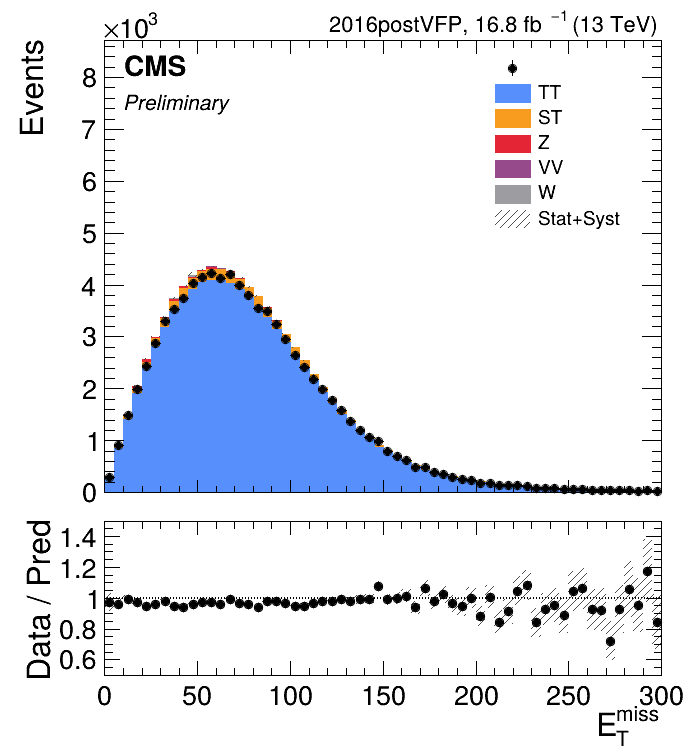 ×10³
2016postVFP, 16.8 fb ⁻¹ (13 TeV)
CMS
Preliminary
Events
8
7
6
5
4
3
2
1
0
TT
ST
Z
VV
W
Stat+Syst
Data / Pred
1.4
1.2
1
0.8
0.6
0 50 100 150 200 250 300
E_T^miss